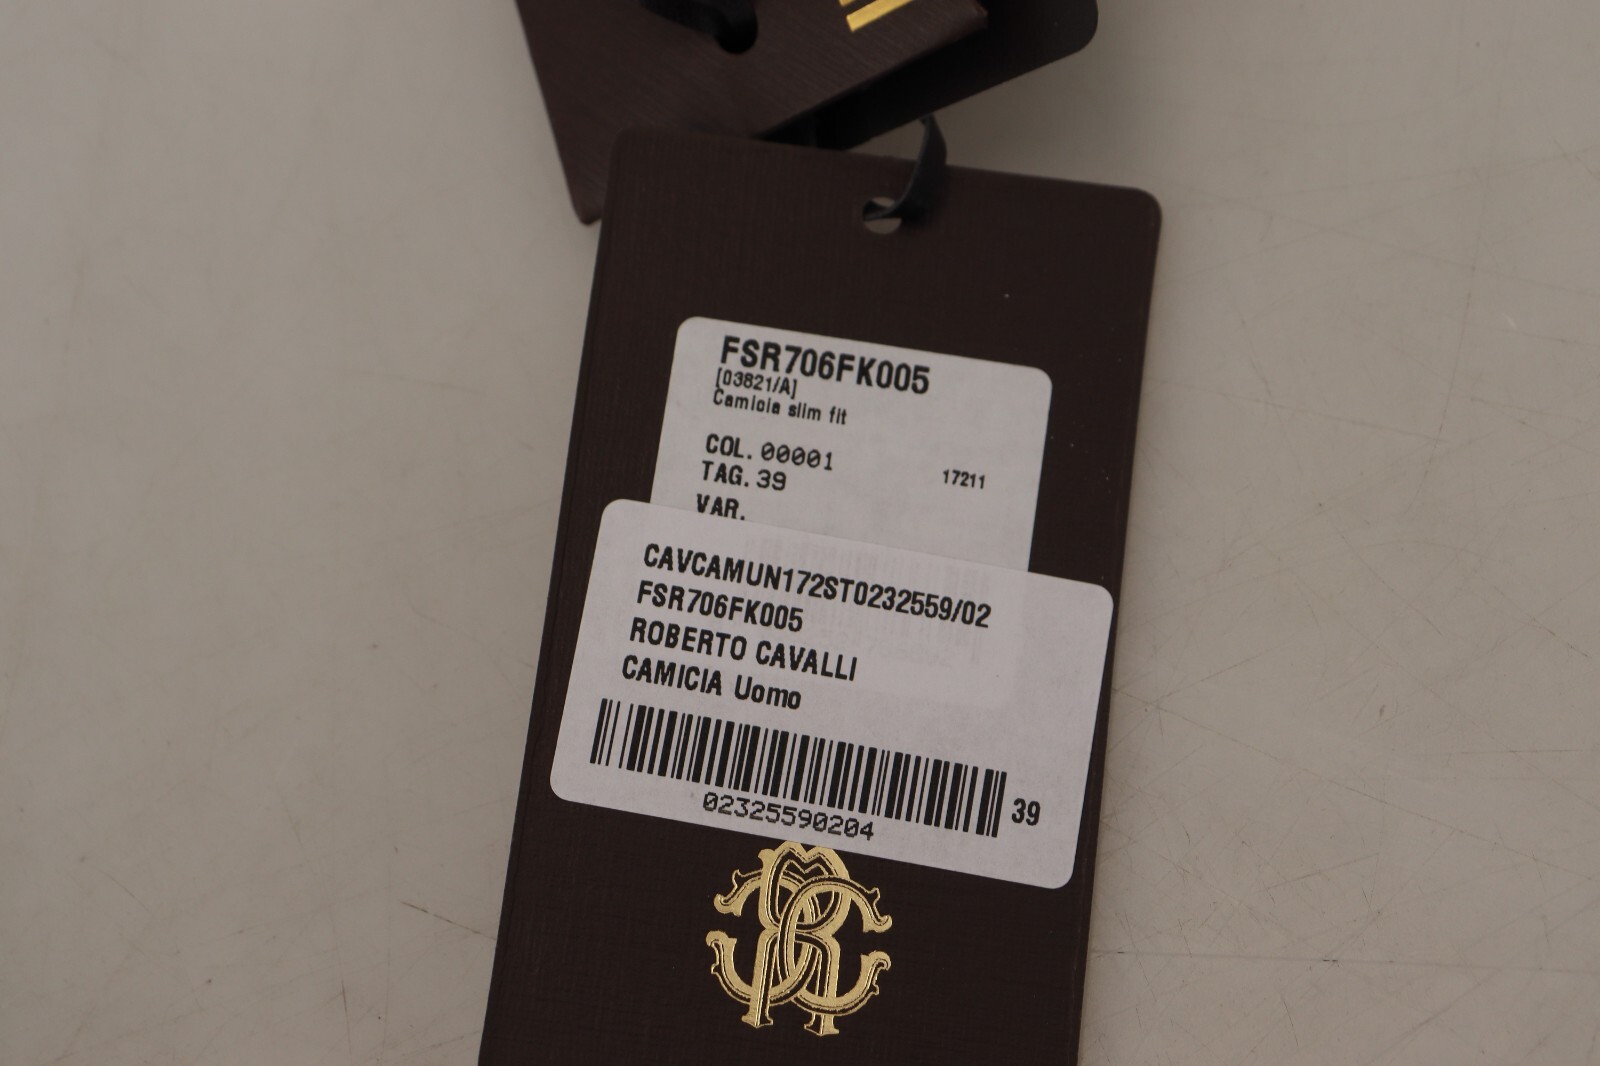 FSR706FK005
[03821/A]
Camicia slim fit
COL. 00001
TAG. 39 17211
VAR.
CAVCAMUN172ST0232559/02
FSR706FK005
ROBERTO CAVALLI
CAMICIA Uomo
39
02325590204